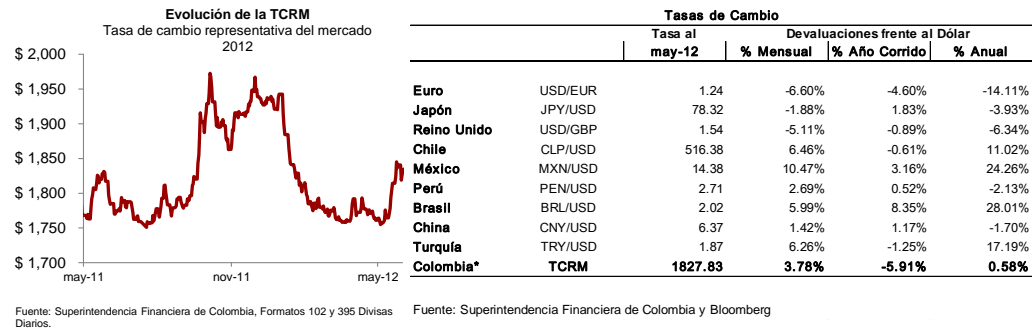 Evolución de la TCRM
Tasa de cambio representativa del mercado
2012
$ 2,000
$ 1,950
$ 1,900
$ 1,850
$ 1,800
$ 1,750
$ 1,700
may-11 nov-11 may-12
Fuente: Superintendencia Financiera de Colombia, Formatos 102 y 395 Divisas
Diarios.
Tasas de Cambio
Tasa al Devaluaciones frente al Dólar
may-12 % Mensual % Año Corrido % Anual
Euro USD/EUR 1.24 -6.60% -4.60% -14.11%
Japón JPY/USD 78.32 -1.88% 1.83% -3.93%
Reino Unido USD/GBP 1.54 -5.11% -0.89% -6.34%
Chile CLP/USD 516.38 6.46% -0.61% 11.02%
México MXN/USD 14.38 10.47% 3.16% 24.26%
Perú PEN/USD 2.71 2.69% 0.52% -2.13%
Brasil BRL/USD 2.02 5.99% 8.35% 28.01%
China CNY/USD 6.37 1.42% 1.17% -1.70%
Turquía TRY/USD 1.87 6.26% -1.25% 17.19%
Colombia* TCRM 1827.83 3.78% -5.91% 0.58%
Fuente: Superintendencia Financiera de Colombia y Bloomberg